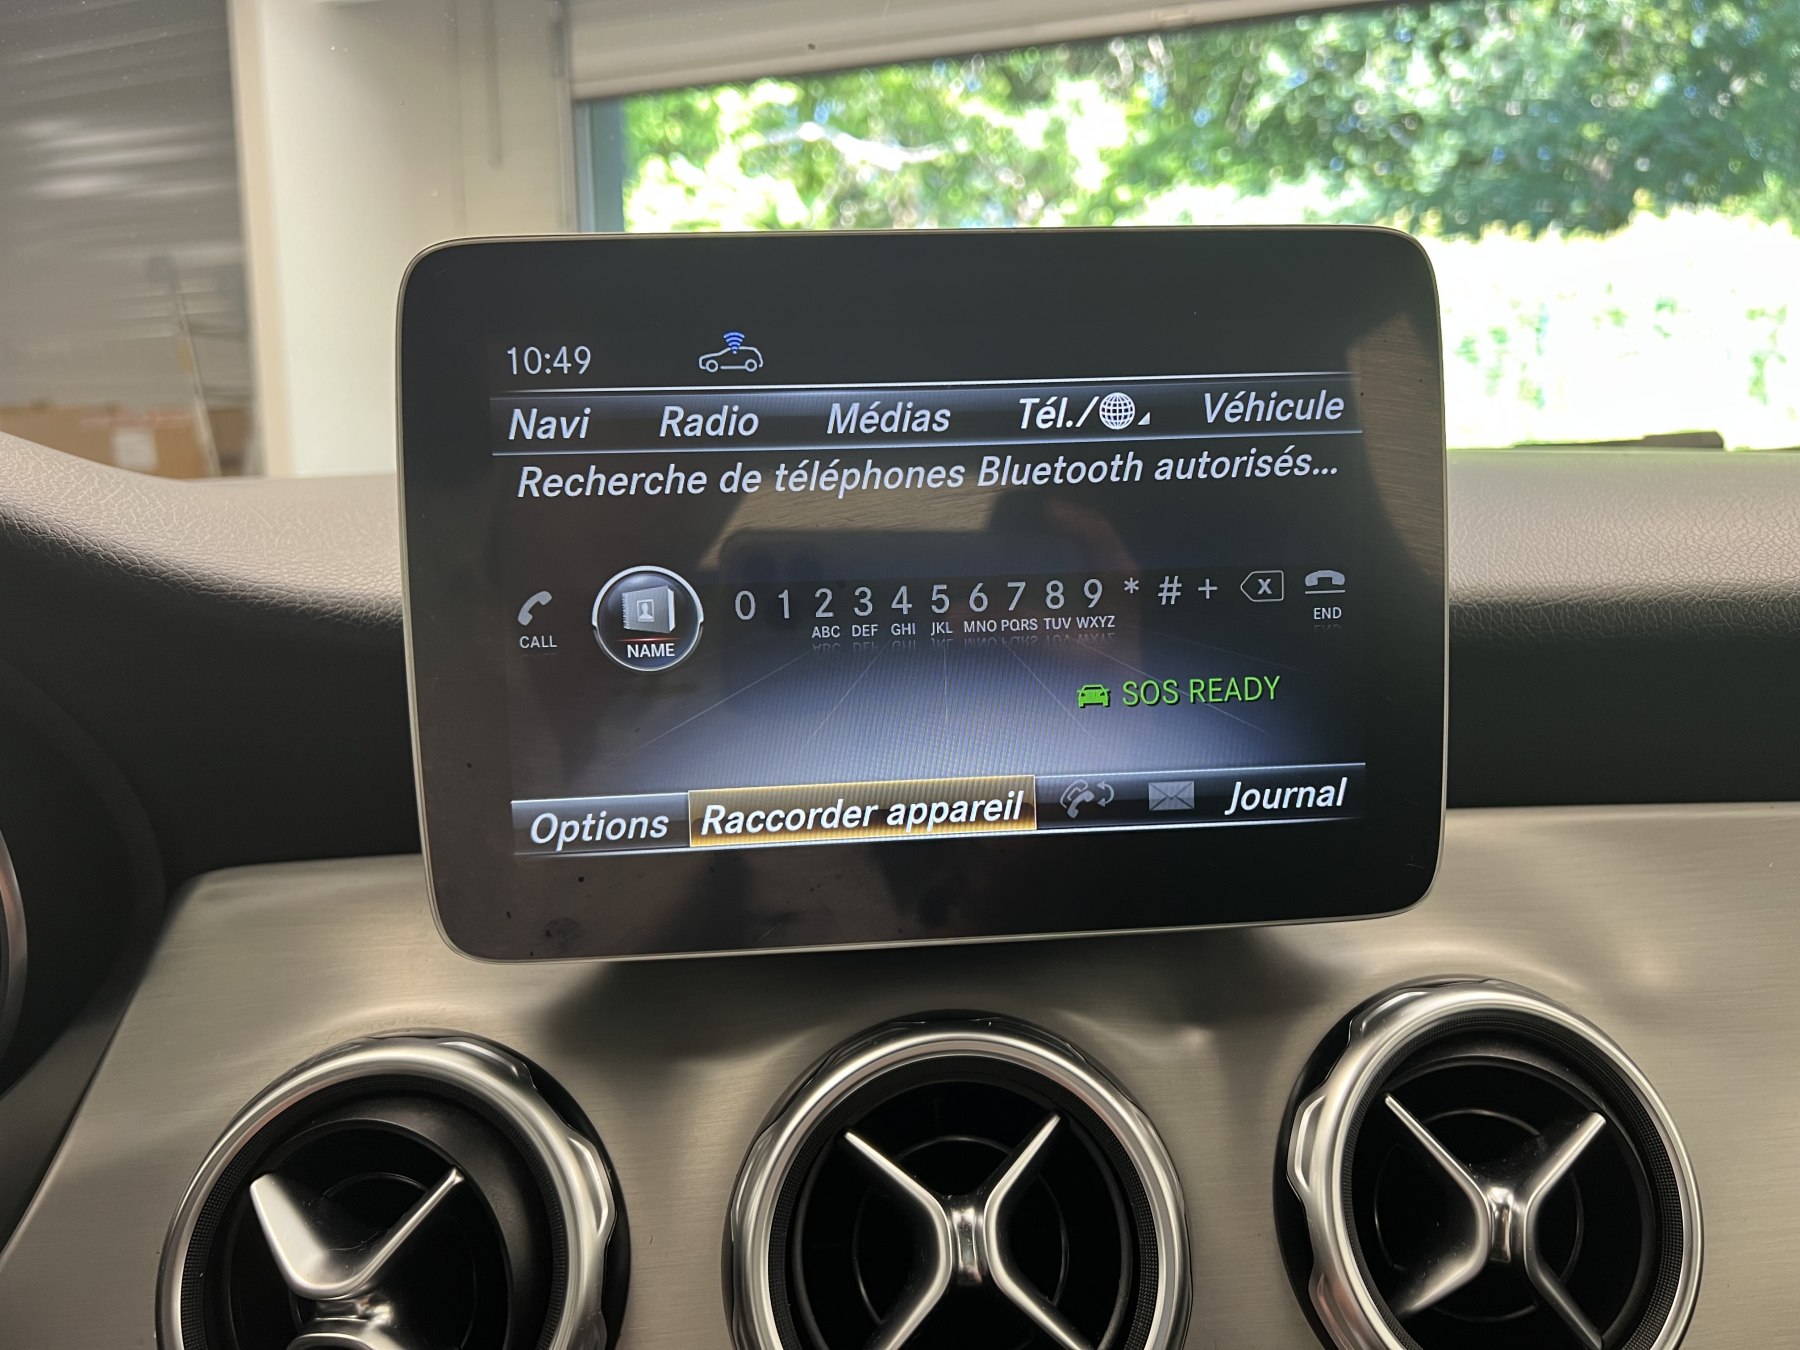 10:49
Navi Radio Médias Tél./ Véhicule
Recherche de téléphones Bluetooth autorisés...
0 1 2 3 4 5 6 7 8 9 * # + x
CALL NAME ABC DEF GHI JKL MNO PQRS TUV WXYZ END
SOS READY
Options Raccorder appareil Journal